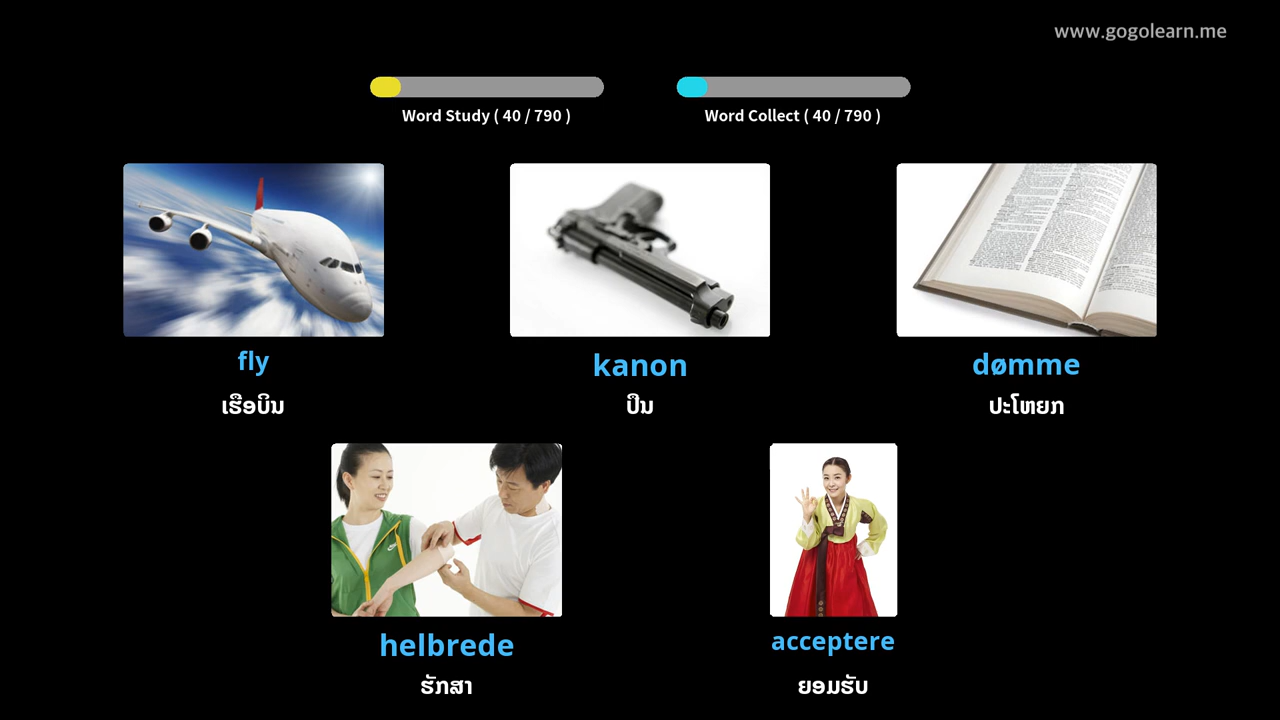 www.gogolearn.me
Word Study ( 40 / 790 )
Word Collect ( 40 / 790 )
fly
ເຮືອບິນ
kanon
ປືນ
dømme
ປະໂຫຍກ
helbrede
ຮັກສາ
acceptere
ຍອມຮັບ